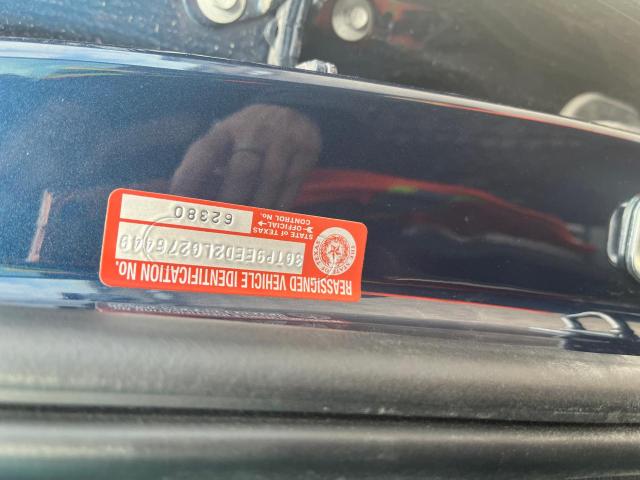 REASSIGNED VEHICLE IDENTIFICATION No.
3GTP9EED2LG276449
STATE of TEXAS
OFFICIAL
CONTROL No.
62380